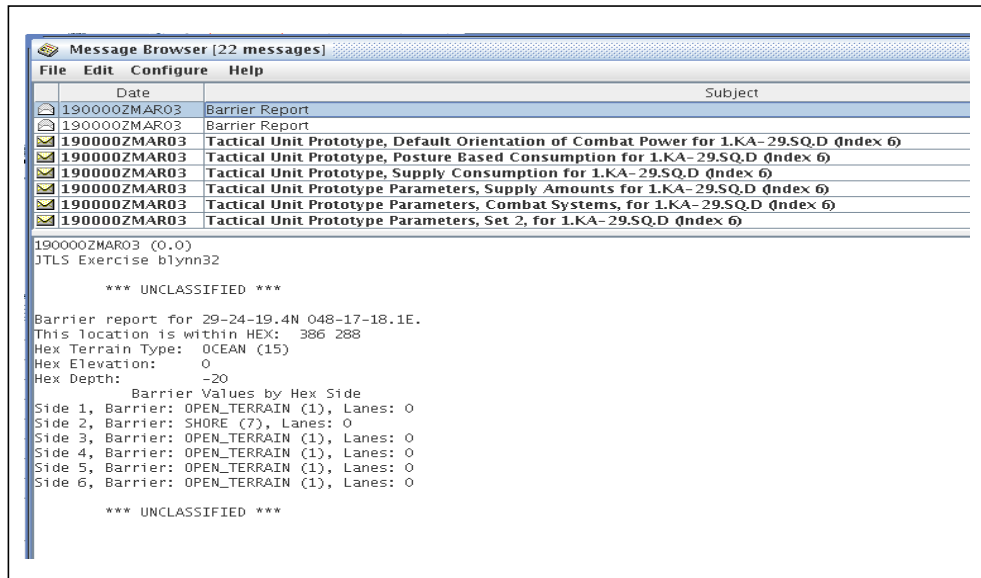 Message Browser [22 messages]
File Edit Configure Help
Date Subject
190000ZMAR03 Barrier Report
190000ZMAR03 Barrier Report
190000ZMAR03 Tactical Unit Prototype, Default Orientation of Combat Power for 1.KA-29.SQ.D (Index 6)
190000ZMAR03 Tactical Unit Prototype, Posture Based Consumption for 1.KA-29.SQ.D (Index 6)
190000ZMAR03 Tactical Unit Prototype, Supply Consumption for 1.KA-29.SQ.D (Index 6)
190000ZMAR03 Tactical Unit Prototype Parameters, Supply Amounts for 1.KA-29.SQ.D (Index 6)
190000ZMAR03 Tactical Unit Prototype Parameters, Combat Systems, for 1.KA-29.SQ.D (Index 6)
190000ZMAR03 Tactical Unit Prototype Parameters, Set 2, for 1.KA-29.SQ.D (Index 6)
190000ZMAR03 (0.0)
JTLS Exercise blynn32
*** UNCLASSIFIED ***
Barrier report for 29-24-19.4N 048-17-18.1E.
This location is within HEX: 386 288
Hex Terrain Type: OCEAN (15)
Hex Elevation: 0
Hex Depth: -20
Barrier Values by Hex Side
Side 1, Barrier: OPEN_TERRAIN (1), Lanes: 0
Side 2, Barrier: SHORE (7), Lanes: 0
Side 3, Barrier: OPEN_TERRAIN (1), Lanes: 0
Side 4, Barrier: OPEN_TERRAIN (1), Lanes: 0
Side 5, Barrier: OPEN_TERRAIN (1), Lanes: 0
Side 6, Barrier: OPEN_TERRAIN (1), Lanes: 0
*** UNCLASSIFIED ***